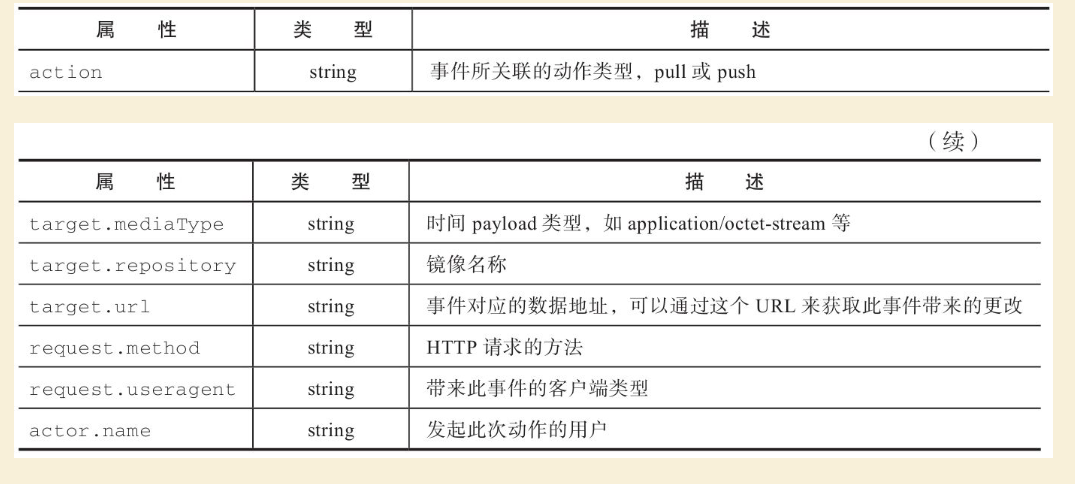 属 性 类 型 描 述
action string 事件所关联的动作类型，pull 或 push
（续）
属 性 类 型 描 述
target.mediaType string 时间 payload 类型，如 application/octet-stream 等
target.repository string 镜像名称
target.url string 事件对应的数据地址，可以通过这个 URL 来获取此事件带来的更改
request.method string HTTP 请求的方法
request.useragent string 带来此事件的客户端类型
actor.name string 发起此次动作的用户